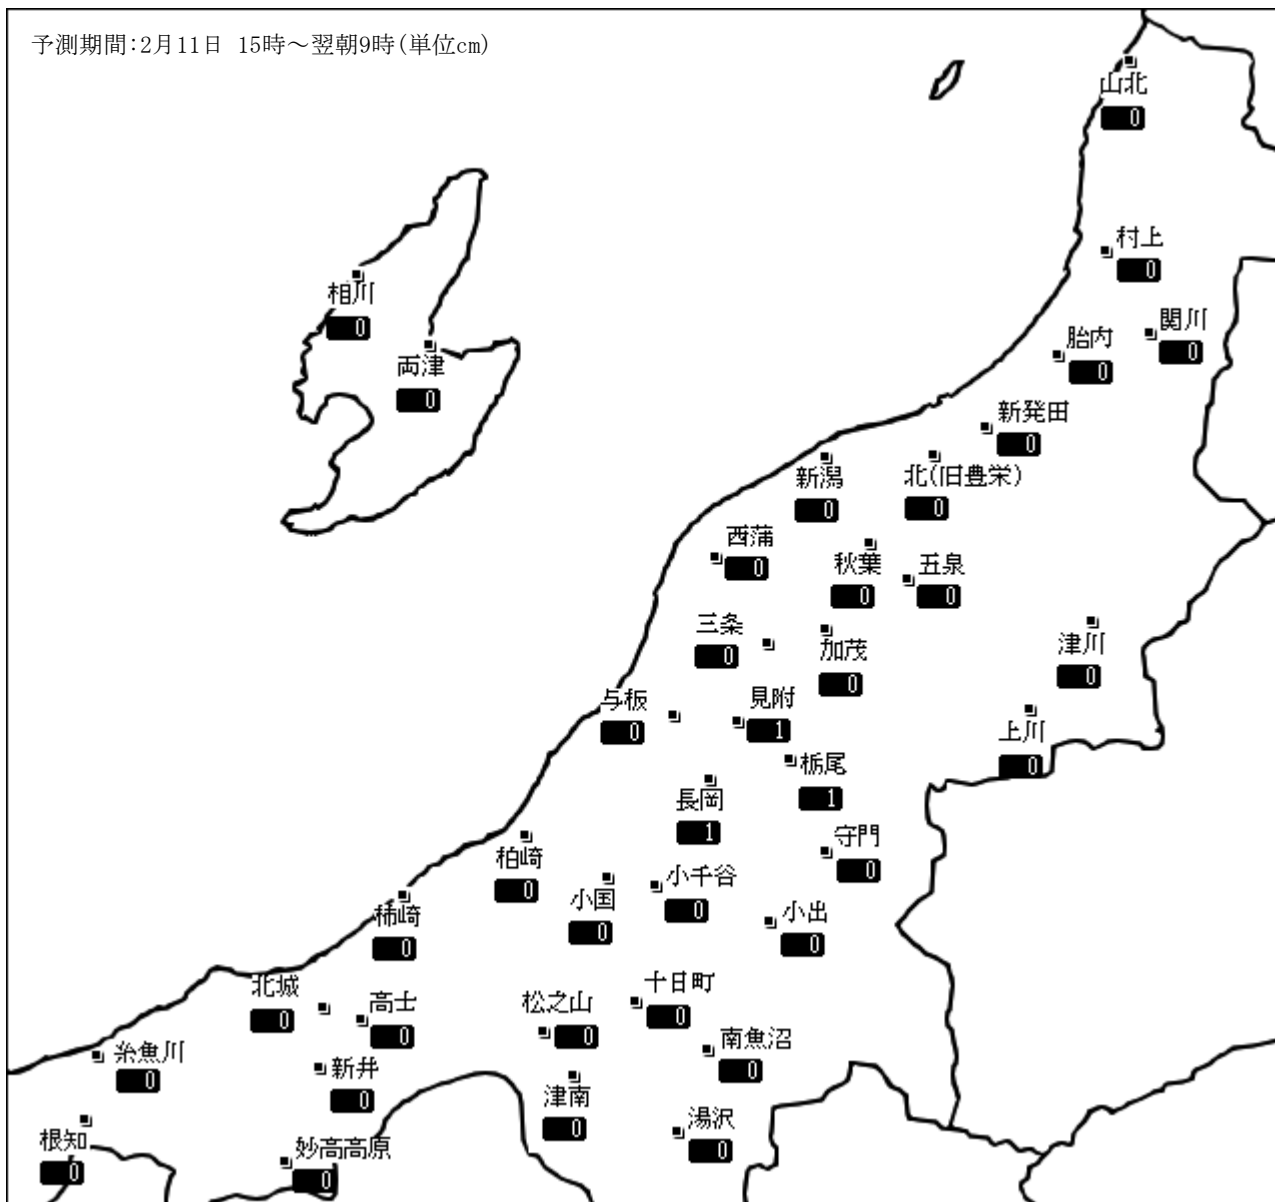 予測期間:2月11日 15時～翌朝9時(単位cm)
山北
0
村上
0
相川
0
関川
0
胎内
0
両津
0
新発田
0
新潟
0
北(旧豊栄)
0
西蒲
0
秋葉
0
五泉
0
三条
0
加茂
0
津川
0
与板
0
見附
1
上川
0
栃尾
1
長岡
1
守門
0
柏崎
0
小千谷
0
小国
0
小出
0
柿崎
0
北城
0
高士
0
松之山
0
十日町
0
南魚沼
0
糸魚川
0
新井
0
津南
0
湯沢
0
根知
0
妙高高原
0